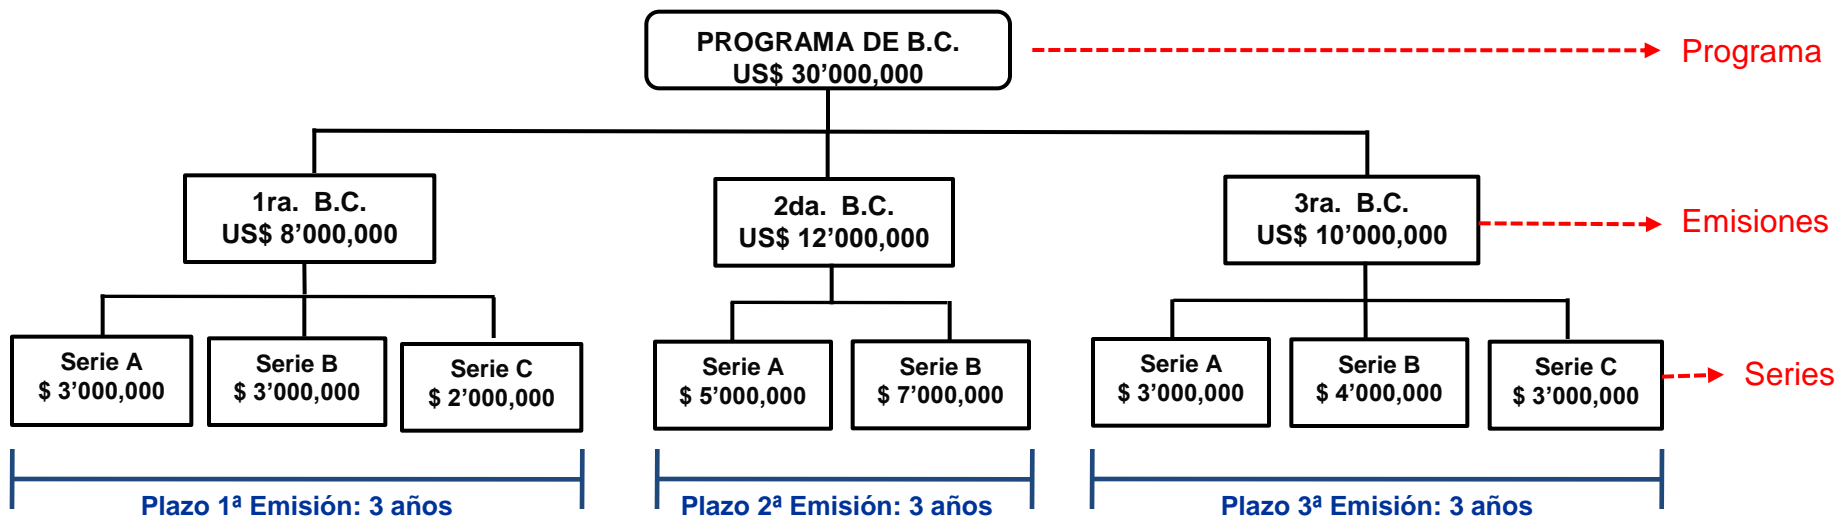 PROGRAMA DE B.C.
US$ 30’000,000
Programa
1ra. B.C.
US$ 8’000,000
2da. B.C.
US$ 12’000,000
3ra. B.C.
US$ 10’000,000
Emisiones
Serie A
$ 3’000,000
Serie B
$ 3’000,000
Serie C
$ 2’000,000
Serie A
$ 5’000,000
Serie B
$ 7’000,000
Serie A
$ 3’000,000
Serie B
$ 4’000,000
Serie C
$ 3’000,000
Series
Plazo 1ª Emisión: 3 años
Plazo 2ª Emisión: 3 años
Plazo 3ª Emisión: 3 años